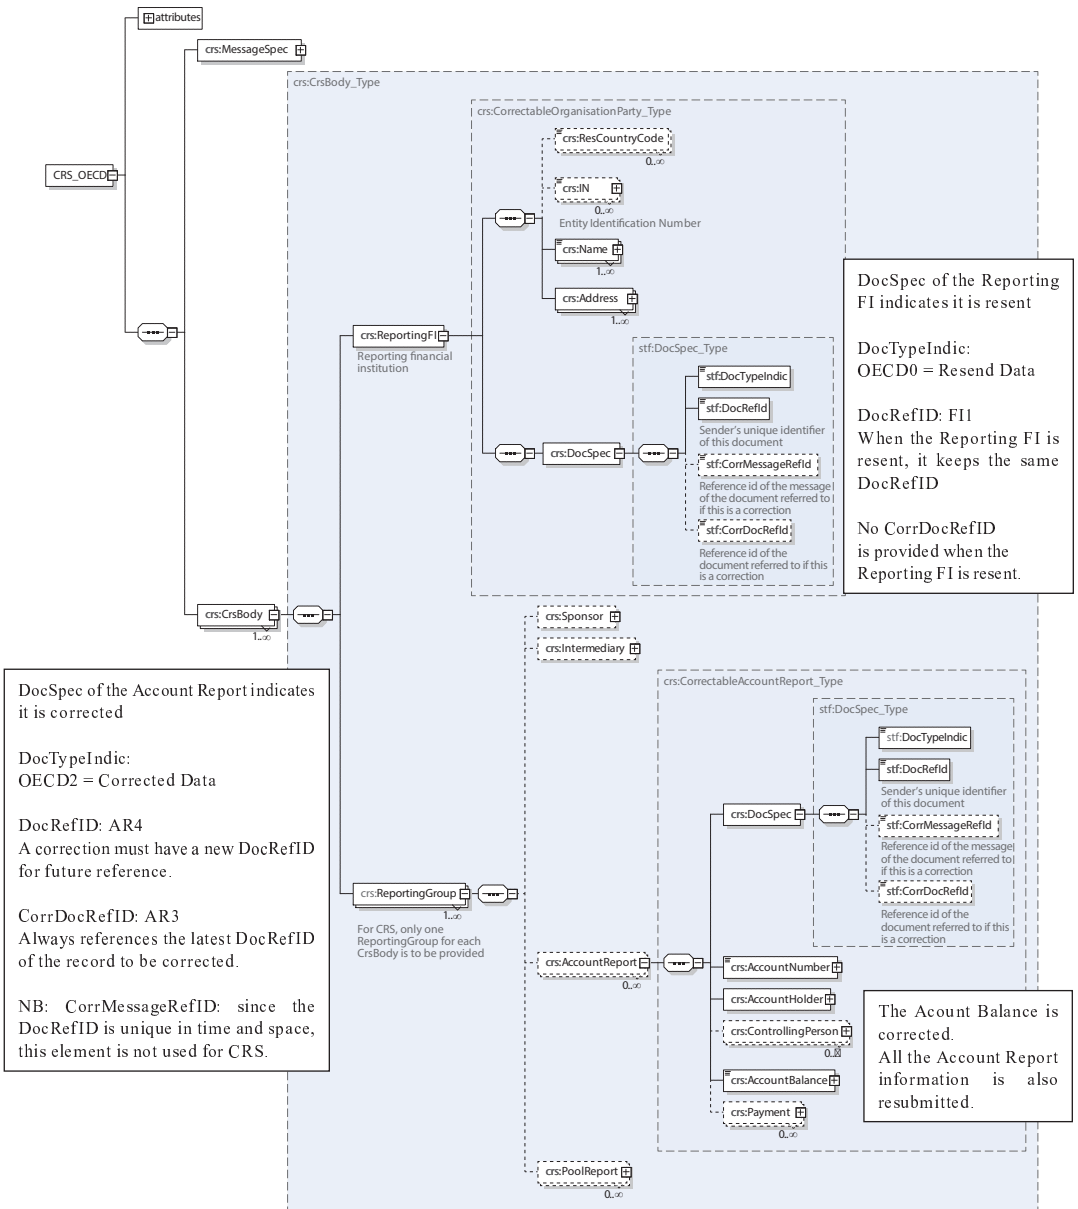 attributes
crs:MessageSpec
crs:CrsBody_Type
crs:CorrectableOrganisationParty_Type
crs:ResCountryCode
0..∞
CRS_OECD
crs:IN
0..∞
Entity Identification Number
crs:Name
1..∞
crs:Address
1..∞
DocSpec of the Reporting
FI indicates it is resent
DocTypeIndic:
OECD0 = Resend Data
DocRefID: FI1
When the Reporting FI is
resent, it keeps the same
DocRefID
No CorrDocRefID
is provided when the
Reporting FI is resent.
crs:ReportingFI
Reporting financial
institution
stf:DocSpec_Type
stf:DocTypeIndic
stf:DocRefId
Sender's unique identifier
of this document
crs:DocSpec
stf:CorrMessageRefId
Reference id of the message
of the document referred to
if this is a correction
stf:CorrDocRefId
Reference id of the
document referred to if this
is a correction
crs:CrsBody
1..∞
crs:Sponsor
crs:Intermediary
DocSpec of the Account Report indicates
it is corrected
DocTypeIndic:
OECD2 = Corrected Data
DocRefID: AR4
A correction must have a new DocRefID
for future reference.
CorrDocRefID: AR3
Always references the latest DocRefID
of the record to be corrected.
NB: CorrMessageRefID: since the
DocRefID is unique in time and space,
this element is not used for CRS.
crs:CorrectableAccountReport_Type
stf:DocSpec_Type
stf:DocTypeIndic
stf:DocRefId
Sender's unique identifier
of this document
crs:DocSpec
stf:CorrMessageRefId
Reference id of the message
of the document referred to
if this is a correction
stf:CorrDocRefId
Reference id of the
document referred to if this
is a correction
crs:ReportingGroup
1..∞
For CRS, only one
ReportingGroup for each
CrsBody is to be provided
crs:AccountReport
0..∞
crs:AccountNumber
crs:AccountHolder
crs:ControllingPerson
0..
crs:AccountBalance
crs:Payment
0..∞
The Acount Balance is
corrected.
All the Account Report
information is also
resubmitted.
crs:PoolReport
0..∞